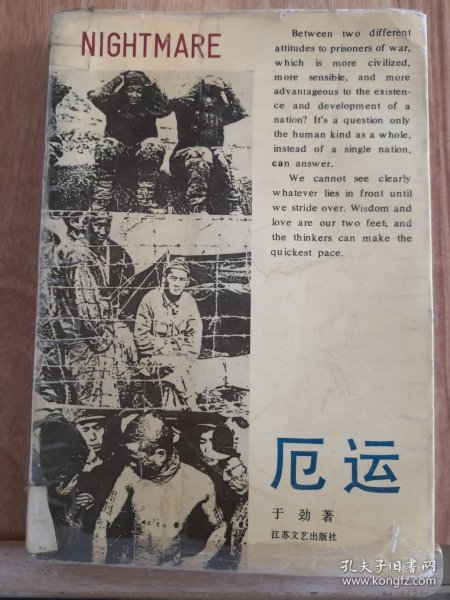 NIGHTMARE
Between two different
attitudes to prisoners of war,
which is more civilized,
more sensible, and more
advantageous to the existen-
ce and development of a
nation? It's a question only
the human kind as a whole,
instead of a single nation,
can answer.
We cannot see clearly
whatever lies in front until
we stride over. Wisdom and
love are our two feet, and
the thinkers can make the
quickest pace.
厄运
于劲著
江苏文艺出版社
孔夫子旧书网
www.kongfz.com